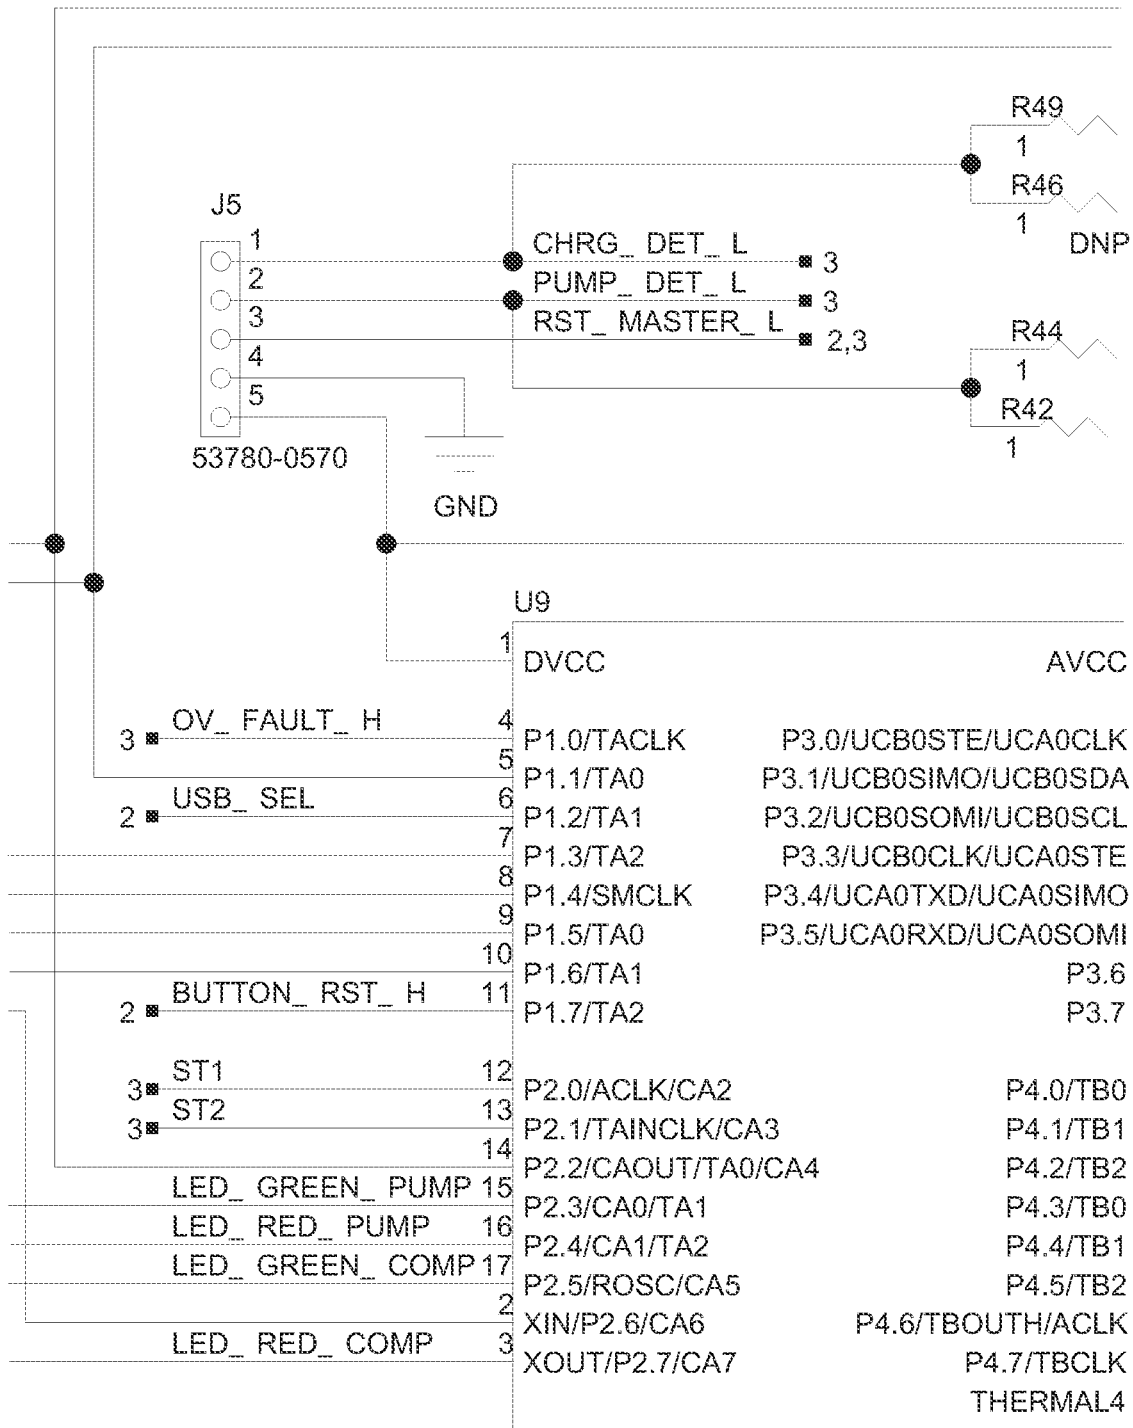 R49
1
R46
1
DNP
J5
1
CHRG_ DET_ L
3
2
PUMP_ DET_ L
3
3
RST_ MASTER_ L
2,3
4
5
R44
1
R42
1
53780-0570
GND
U9
1
DVCC AVCC
3 OV_ FAULT_ H 4
P1.0/TACLK P3.0/UCB0STE/UCA0CLK
5
P1.1/TA0 P3.1/UCB0SIMO/UCB0SDA
2 USB_ SEL 6
P1.2/TA1 P3.2/UCB0SOMI/UCB0SCL
7
P1.3/TA2 P3.3/UCB0CLK/UCA0STE
8
P1.4/SMCLK P3.4/UCA0TXD/UCA0SIMO
9
P1.5/TA0 P3.5/UCA0RXD/UCA0SOMI
10
P1.6/TA1 P3.6
2 BUTTON_ RST_ H 11
P1.7/TA2 P3.7
3 ST1 12
P2.0/ACLK/CA2 P4.0/TB0
3 ST2 13
P2.1/TAINCLK/CA3 P4.1/TB1
14
P2.2/CAOUT/TA0/CA4 P4.2/TB2
LED_ GREEN_ PUMP 15
P2.3/CA0/TA1 P4.3/TB0
LED_ RED_ PUMP 16
P2.4/CA1/TA2 P4.4/TB1
LED_ GREEN_ COMP 17
P2.5/ROSC/CA5 P4.5/TB2
2
XIN/P2.6/CA6 P4.6/TBOUTH/ACLK
LED_ RED_ COMP 3
XOUT/P2.7/CA7 P4.7/TBCLK
THERMAL4